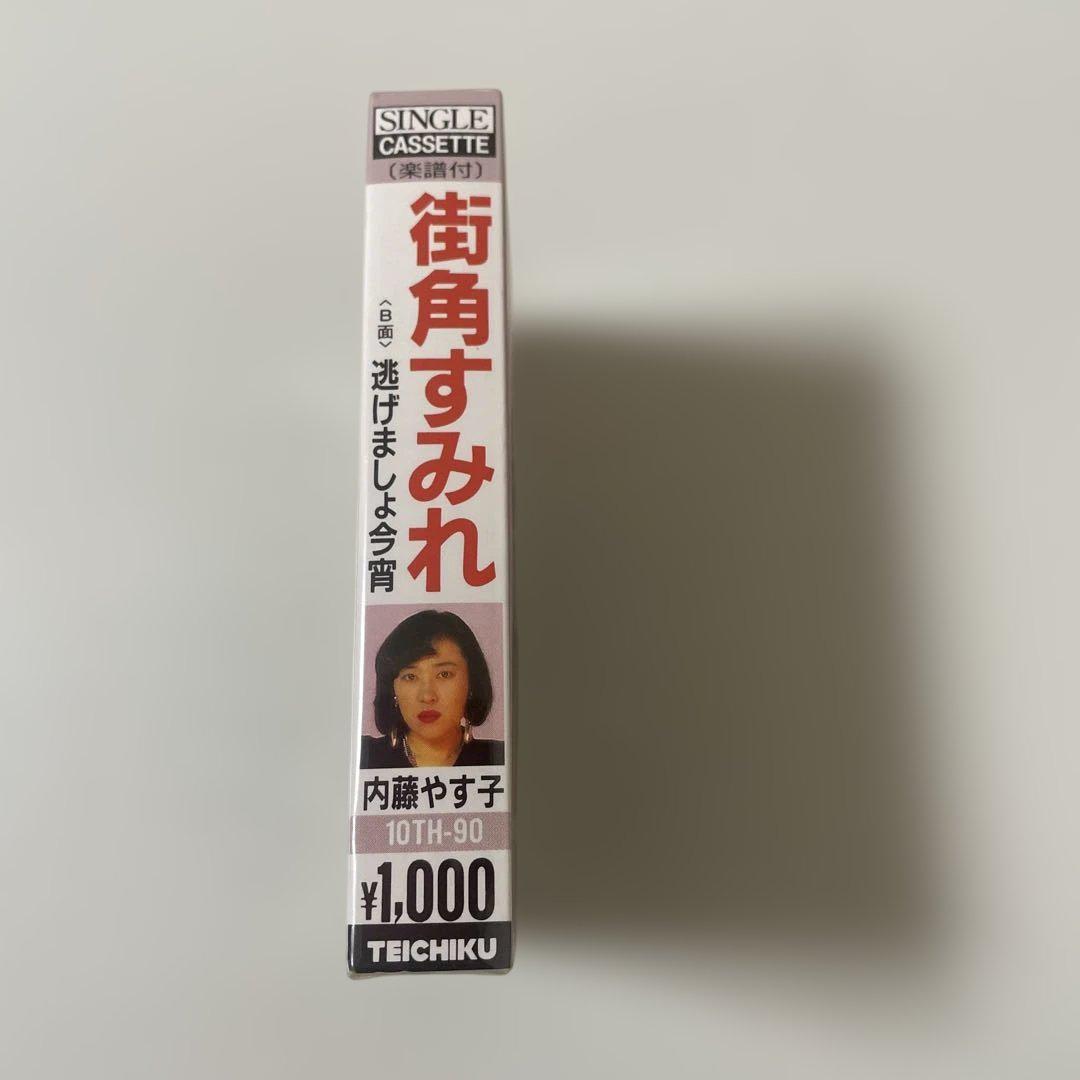 SINGLE
CASSETTE
(楽譜付)
街角すみれ
〈B面〉逃げましょ今宵
内藤やす子
10TH-90
¥1,000
TEICHIKU